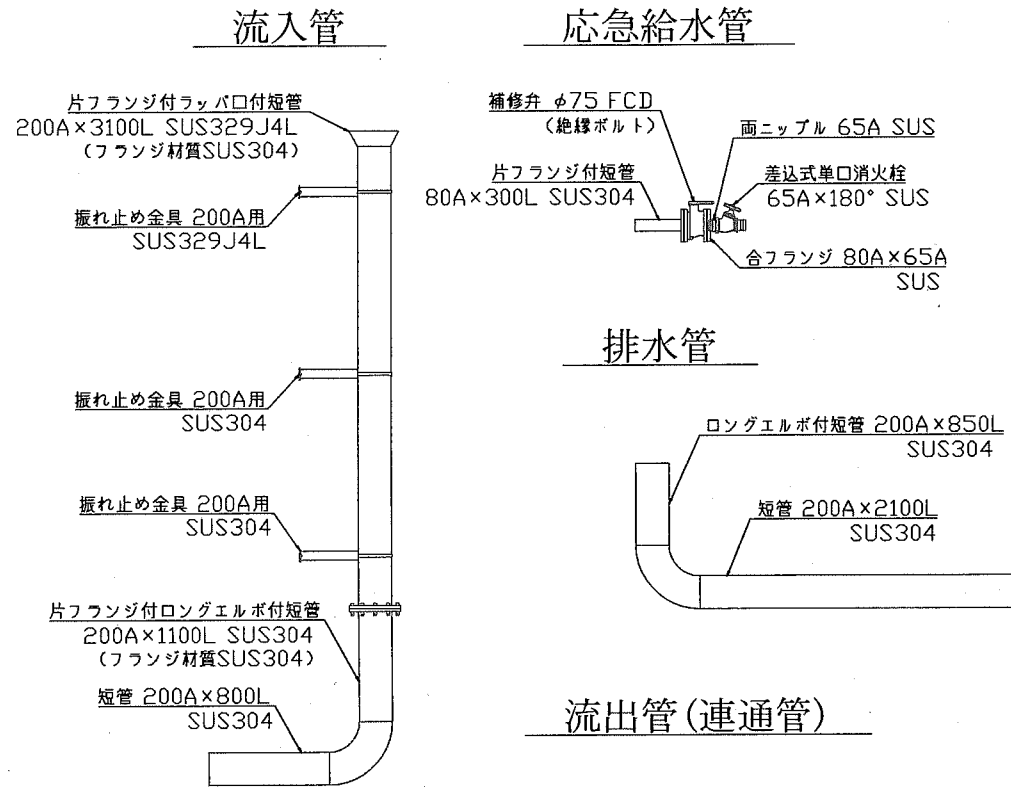 流入管
片フランジ付ラッパ口付短管
200A×3100L SUS329J4L
(フランジ材質SUS304)
振れ止め金具 200A用
SUS329J4L
振れ止め金具 200A用
SUS304
振れ止め金具 200A用
SUS304
片フランジ付ロングエルボ付短管
200A×1100L SUS304
(フランジ材質SUS304)
短管 200A×800L
SUS304
応急給水管
補修弁 φ75 FCD
(絶縁ボルト)
両ニップル 65A SUS
片フランジ付短管
80A×300L SUS304
差込式単口消火栓
65A×180° SUS
合フランジ 80A×65A
SUS
排水管
ロングエルボ付短管 200A×850L
SUS304
短管 200A×2100L
SUS304
流出管(連通管)